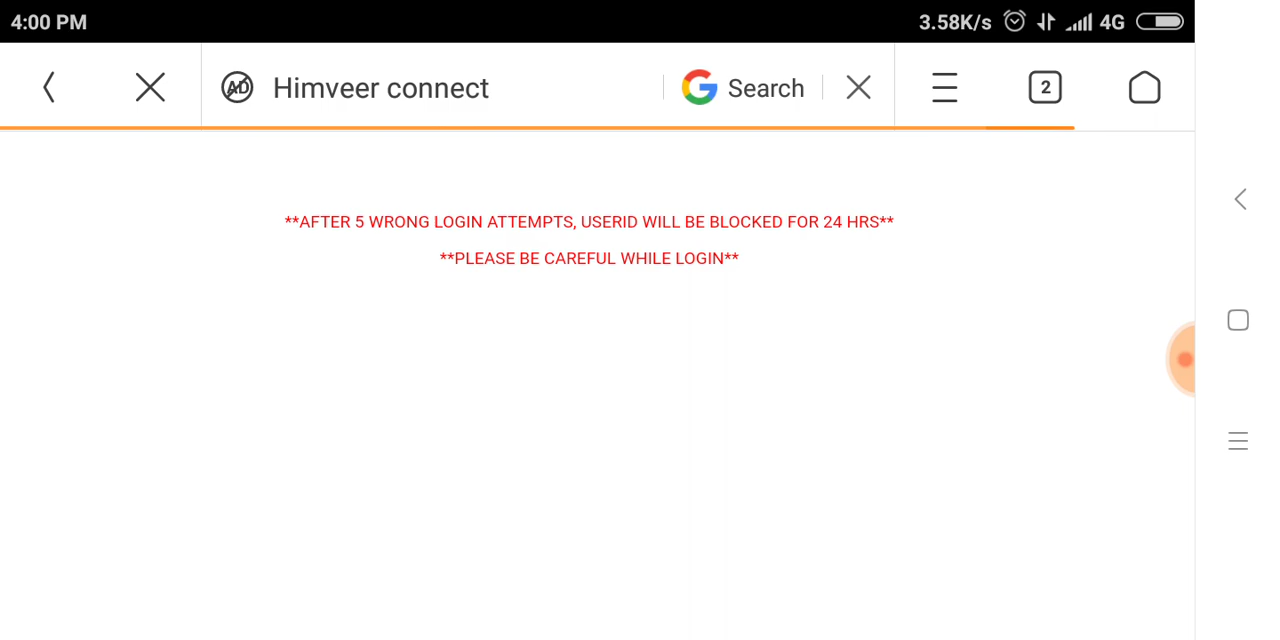 4:00 PM 3.58K/s 4G
AD Himveer connect Search 2
**AFTER 5 WRONG LOGIN ATTEMPTS, USERID WILL BE BLOCKED FOR 24 HRS**
**PLEASE BE CAREFUL WHILE LOGIN**